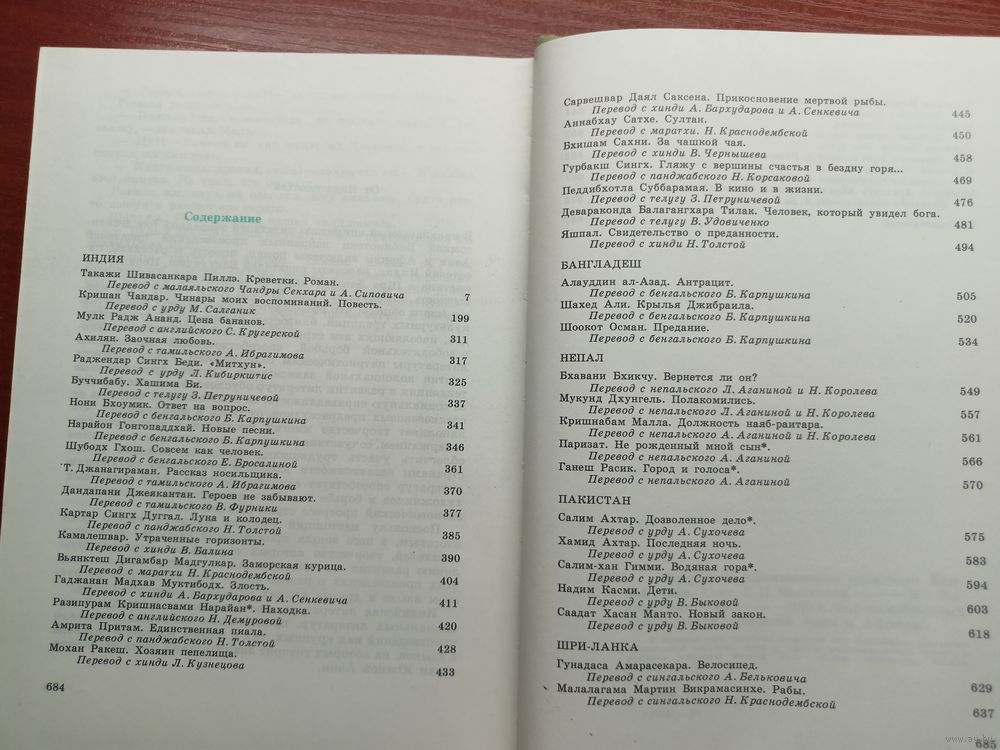 Содержание
ИНДИЯ
Такажи Шивасанкара Пиллэ. Креветки. Роман.
Перевод с малаяльского Чандры Секхара и А. Сиповича 7
Кришан Чандар. Чинары моих воспоминаний. Повесть.
Перевод с урду М. Салганик 199
Мулк Радж Ананд. Цена бананов.
Перевод с английского С. Кругерской 311
Ахилян. Заочная любовь.
Перевод с тамильского А. Ибрагимова 317
Раджендар Сингх Беди. «Митхун».
Перевод с урду Л. Кибиркштис 325
Буччибабу. Хашима Би.
Перевод с телугу З. Петруничевой 337
Нони Бхоумик. Ответ на вопрос.
Перевод с бенгальского Б. Карпушкина 341
Нарайон Гонгопаддхай. Новые песни.
Перевод с бенгальского Б. Карпушкина 346
Шубодх Гхош. Совсем как человек.
Перевод с бенгальского Е. Бросалиной 361
Т. Джанагираман. Рассказ носильщика.
Перевод с тамильского А. Ибрагимова 370
Дандапани Джеякантан. Героев не забывают.
Перевод с тамильского В. Фурники 377
Картар Сингх Дуггал. Луна и колодец.
Перевод с панджабского Н. Толстой 385
Камалешвар. Утраченные горизонты.
Перевод с хинди В. Балина 390
Вьянктеш Дигамбар Мадгулкар. Заморская курица.
Перевод с маратхи Н. Краснодембской 404
Гаджанан Мадхав Муктибодх. Злость.
Перевод с хинди А. Бархударова и А. Сенкевича 411
Разипурам Кришнасвами Нарайан*. Находка.
Перевод с английского Н. Демуровой 420
Амрита Притам. Единственная пиала.
Перевод с панджабского Н. Толстой 428
Мохан Ракеш. Хозяин пепелища.
Перевод с хинди Л. Кузнецова 433
684
Сарвешвар Даял Саксена. Прикосновение мертвой рыбы.
Перевод с хинди А. Бархударова и А. Сенкевича 445
Аннабхау Сатхе. Султан.
Перевод с маратхи. Н. Краснодембской 450
Бхишам Сахни. За чашкой чая.
Перевод с хинди В. Чернышева 458
Гурбакш Сингх. Гляжу с вершины счастья в бездну горя...
Перевод с панджабского Н. Корсаковой 469
Педдибхотла Суббарамая. В кино и в жизни.
Перевод с телугу З. Петруничевой 476
Девараконда Балагангхара Тилак. Человек, который увидел бога.
Перевод с телугу В. Удовиченко 481
Яшпал. Свидетельство о преданности.
Перевод с хинди Н. Толстой 494
БАНГЛАДЕШ
Алауддин ал-Азад. Антрацит.
Перевод с бенгальского Б. Карпушкина 505
Шахед Али. Крылья Джибраила.
Перевод с бенгальского Б. Карпушкина 520
Шоокот Осман. Предание.
Перевод с бенгальского Б. Карпушкина 534
НЕПАЛ
Бхавани Бхикчу. Вернется ли он?
Перевод с непальского Л. Аганиной и Н. Королева 549
Мукунд Дхунгель. Полакомились.
Перевод с непальского Л. Аганиной и Н. Королева 557
Кришнабам Малла. Должность наяб-раитара.
Перевод с непальского А. Аганиной и Н. Королева 561
Паризат. Не рожденный мной сын*.
Перевод с непальского А. Аганиной 566
Ганеш Расик. Город и голоса*.
Перевод с непальского А. Аганиной 570
ПАКИСТАН
Салим Ахтар. Дозволенное дело*.
Перевод с урду А. Сухочева 575
Хамид Ахтар. Последняя ночь.
Перевод с урду А. Сухочева 583
Салим-хан Гимми. Водяная гора*.
Перевод с урду А. Сухочева 594
Надим Касми. Дети.
Перевод с урду В. Быковой 603
Саадат Хасан Манто. Новый закон.
Перевод с урду В. Быковой 618
ШРИ-ЛАНКА
Гунадаса Амарасекара. Велосипед.
Перевод с сингальского А. Бельковича 629
Малалагама Мартин Викрамасинхе. Рабы.
Перевод с сингальского Н. Краснодембской 637
685